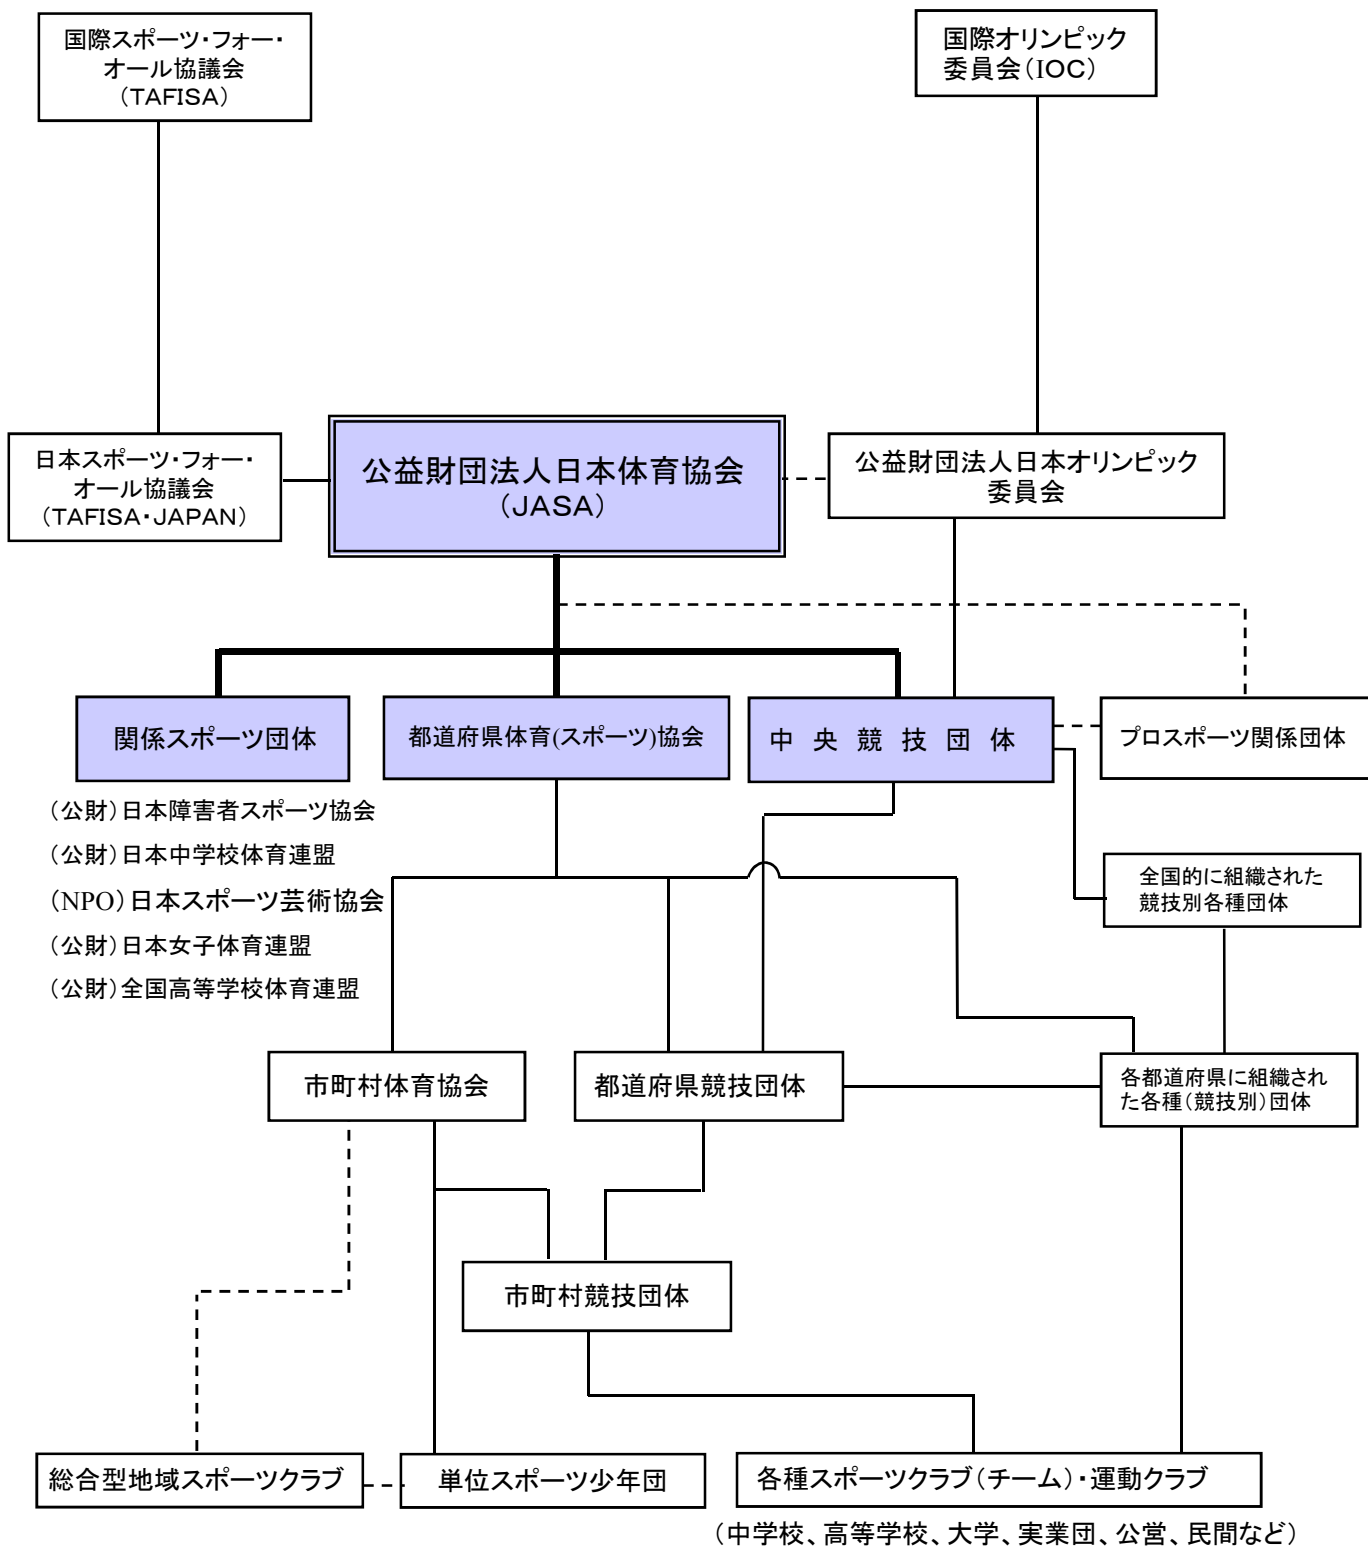 国際スポーツ・フォー・
オール協議会
（TAFISA）
国際オリンピック
委員会（IOC）
日本スポーツ・フォー・
オール協議会
（TAFISA・JAPAN）
公益財団法人日本体育協会
（JASA）
公益財団法人日本オリンピック
委員会
関係スポーツ団体
都道府県体育(スポーツ)協会
中央競技団体
プロスポーツ関係団体
（公財）日本障害者スポーツ協会
（公財）日本中学校体育連盟
（NPO）日本スポーツ芸術協会
（公財）日本女子体育連盟
（公財）全国高等学校体育連盟
全国的に組織された
競技別各種団体
市町村体育協会
都道府県競技団体
各都道府県に組織され
た各種（競技別）団体
市町村競技団体
総合型地域スポーツクラブ
単位スポーツ少年団
各種スポーツクラブ（チーム）・運動クラブ
（中学校、高等学校、大学、実業団、公営、民間など）